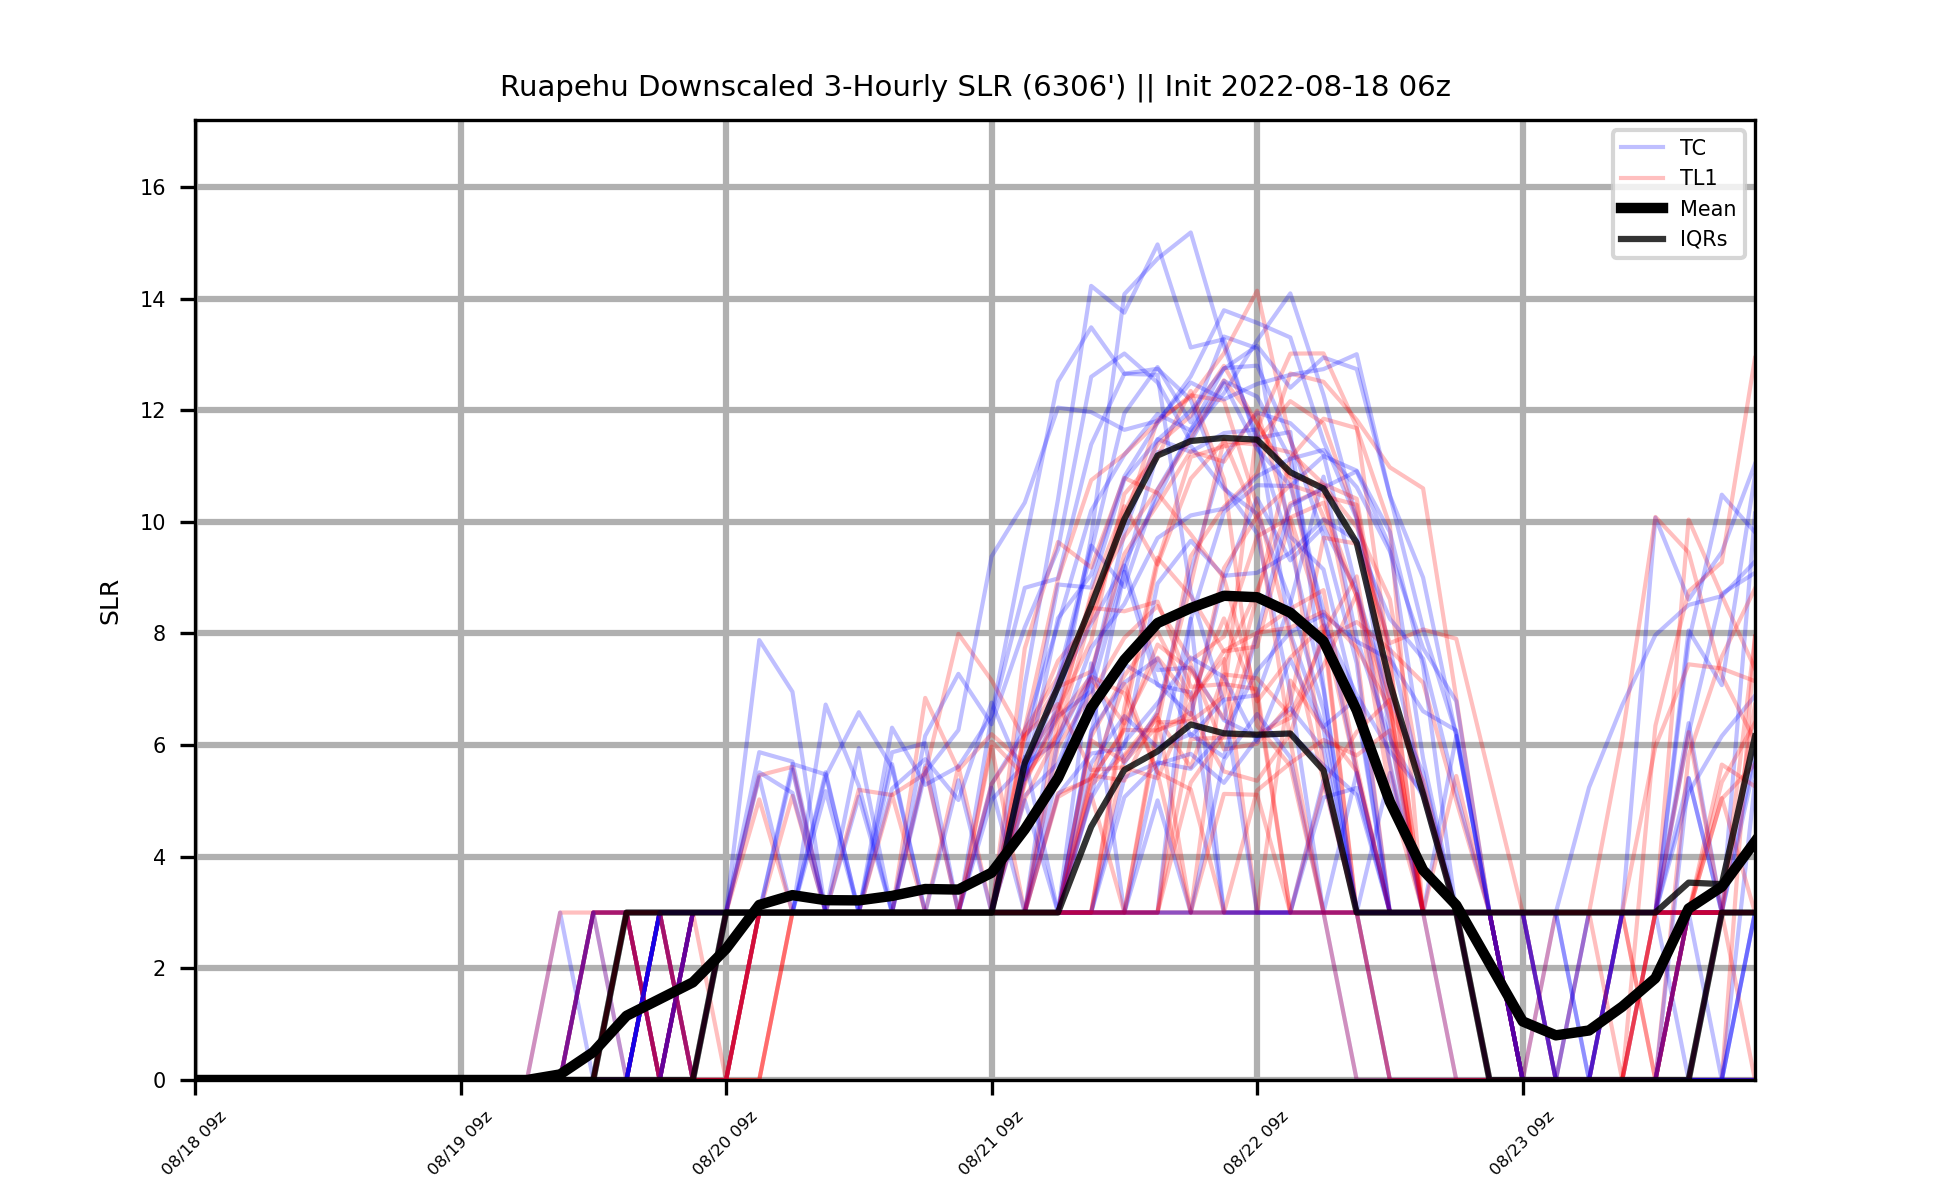 Ruapehu Downscaled 3-Hourly SLR (6306') || Init 2022-08-18 06z
TC
TL1
Mean
IQRs
SLR
16
14
12
10
8
6
4
2
0
08/18 09z
08/19 09z
08/20 09z
08/21 09z
08/22 09z
08/23 09z